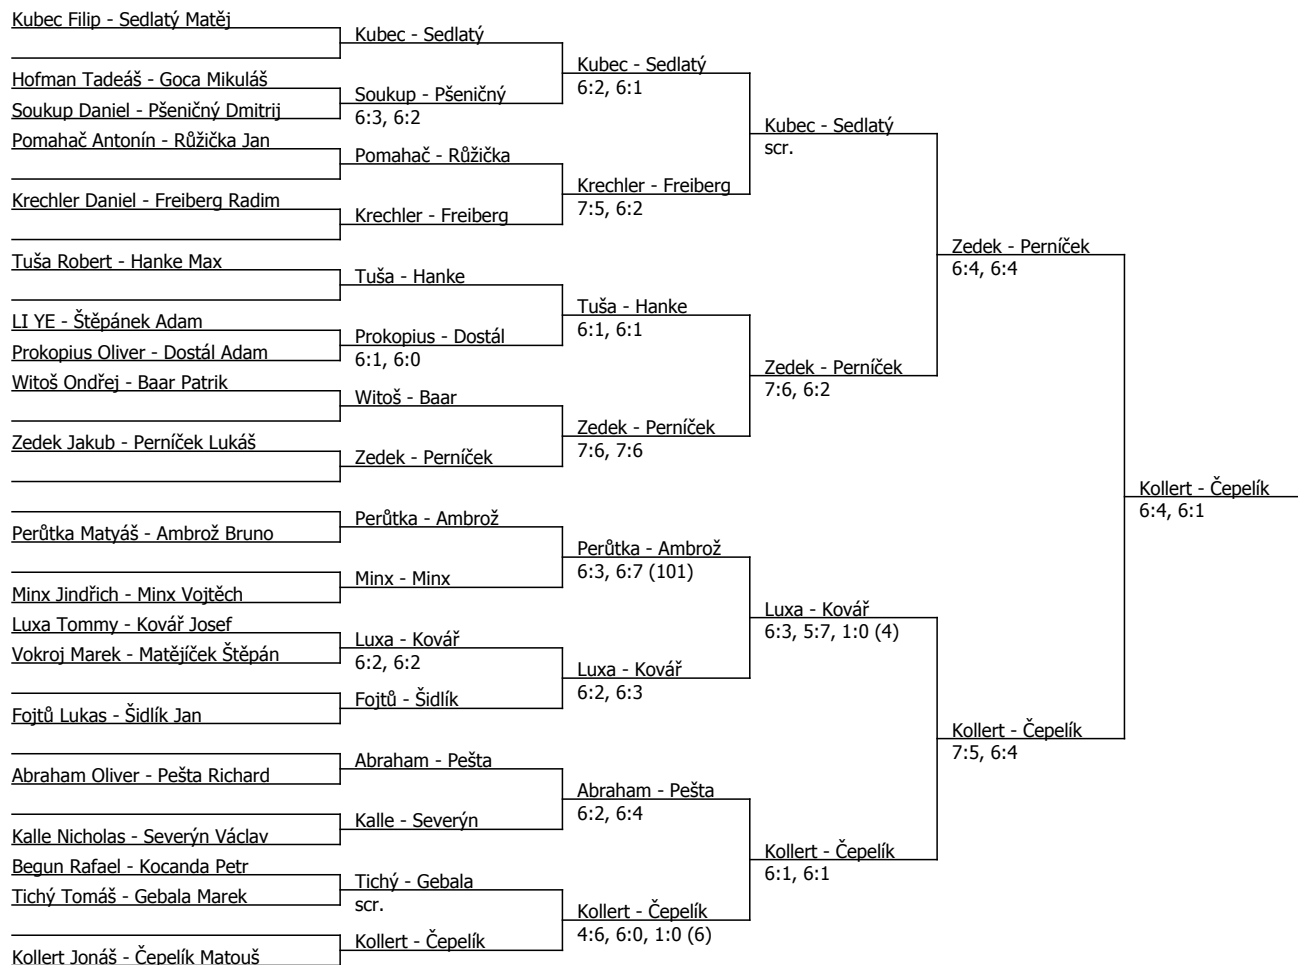 Kubec Filip - Sedlatý Matěj
Hofman Tadeáš - Goca Mikuláš
Soukup Daniel - Pšeničný Dmitrij
Pomahač Antonín - Růžička Jan
Krechler Daniel - Freiberg Radim
Tuša Robert - Hanke Max
LI YE - Štěpánek Adam
Prokopius Oliver - Dostál Adam
Witoš Ondřej - Baar Patrik
Zedek Jakub - Perníček Lukáš
Perůtka Matyáš - Ambrož Bruno
Minx Jindřich - Minx Vojtěch
Luxa Tommy - Kovář Josef
Vokroj Marek - Matějíček Štěpán
Fojtů Lukas - Šidlík Jan
Abraham Oliver - Pešta Richard
Kalle Nicholas - Severýn Václav
Begun Rafael - Kocanda Petr
Tichý Tomáš - Gebala Marek
Kollert Jonáš - Čepelík Matouš
Kubec - Sedlatý
Soukup - Pšeničný
6:3, 6:2
Pomahač - Růžička
Krechler - Freiberg
Tuša - Hanke
Prokopius - Dostál
6:1, 6:0
Witoš - Baar
Zedek - Perníček
Perůtka - Ambrož
Minx - Minx
Luxa - Kovář
6:2, 6:2
Fojtů - Šidlík
Abraham - Pešta
Kalle - Severýn
Tichý - Gebala
scr.
Kollert - Čepelík
Kubec - Sedlatý
6:2, 6:1
Krechler - Freiberg
7:5, 6:2
Tuša - Hanke
6:1, 6:1
Zedek - Perníček
7:6, 7:6
Perůtka - Ambrož
6:3, 6:7 (101)
Luxa - Kovář
6:2, 6:3
Abraham - Pešta
6:2, 6:4
Kollert - Čepelík
4:6, 6:0, 1:0 (6)
Kubec - Sedlatý
scr.
Zedek - Perníček
7:6, 6:2
Luxa - Kovář
6:3, 5:7, 1:0 (4)
Kollert - Čepelík
6:1, 6:1
Zedek - Perníček
6:4, 6:4
Kollert - Čepelík
7:5, 6:4
Kollert - Čepelík
6:4, 6:1